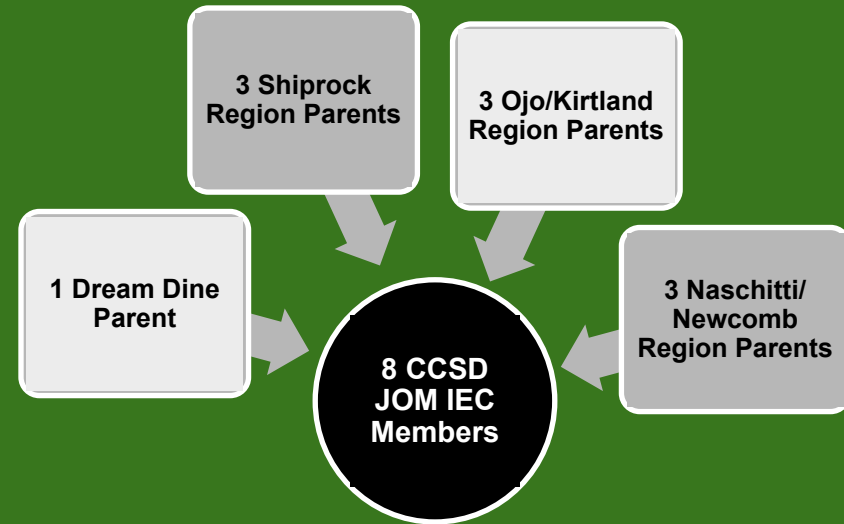 3 Shiprock
Region Parents
3 Ojo/Kirtland
Region Parents
1 Dream Dine
Parent
3 Naschitti/
Newcomb
Region Parents
8 CCSD
JOM IEC
Members